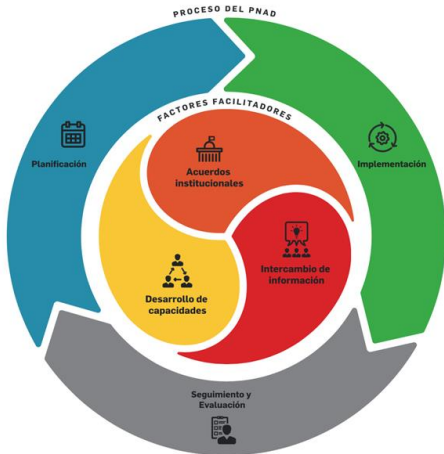 PROCESO DEL PNAD
FACTORES FACILITADORES
Planificación
Acuerdos
institucionales
Implementación
Intercambio de
información
Desarrollo de
capacidades
Seguimiento y
Evaluación